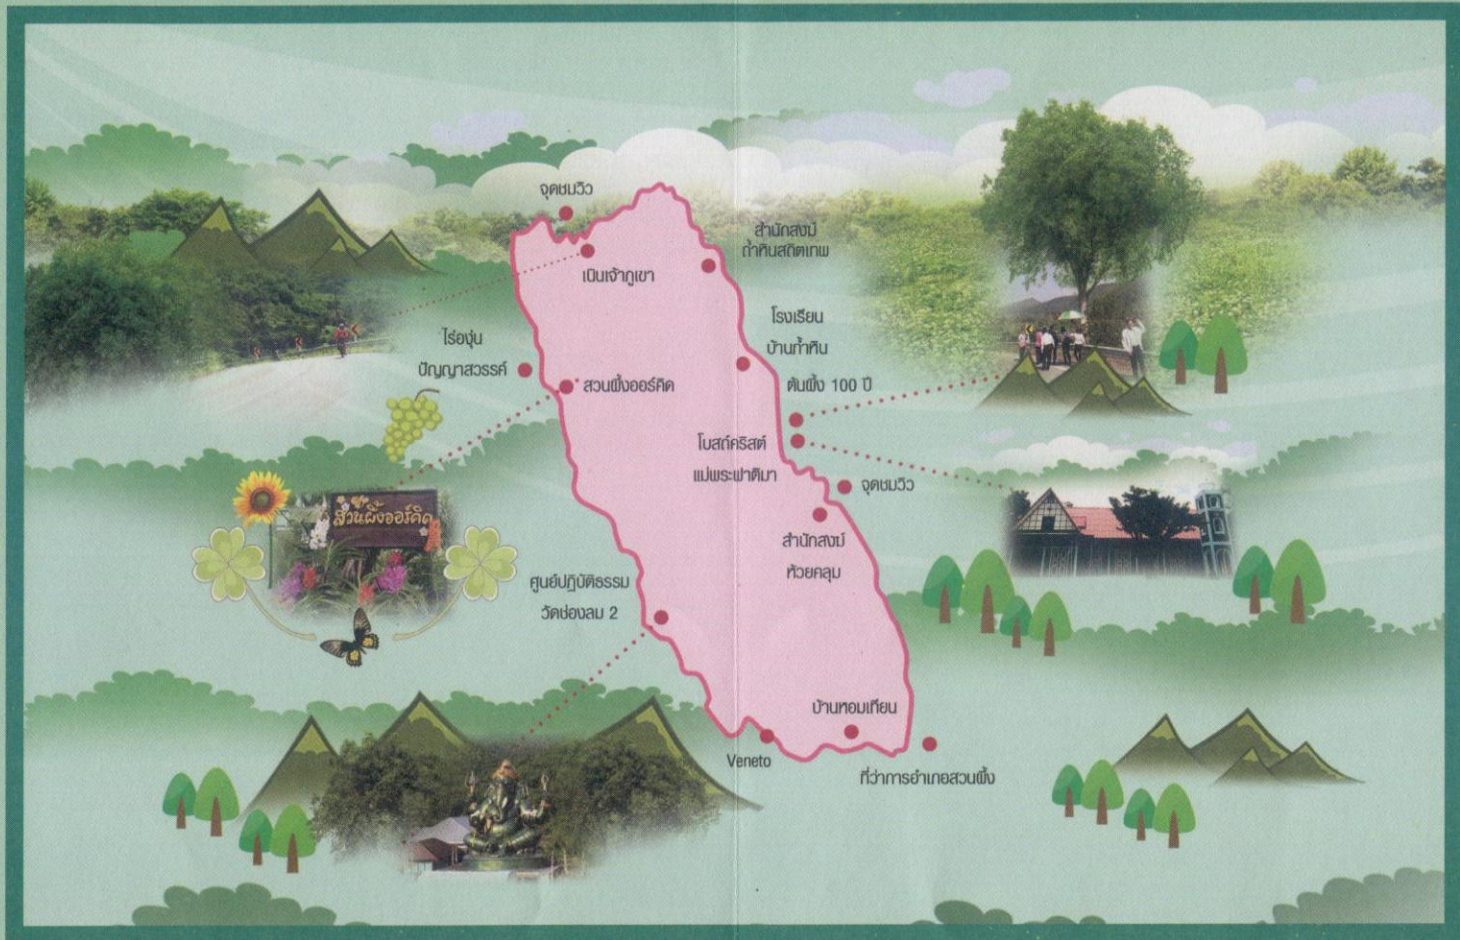 จุดชมวิว
สำนักสงฆ์
ถ้ำหินสถิตเทพ
เนินเจ้าภูเขา
โรงเรียน
บ้านถ้ำหิน
ไร่องุ่น
ปัญญาสวรรค์
สวนผึ้งออร์คิด
ต้นผึ้ง 100 ปี
โบสถ์คริสต์
แม่พระฟาติมา
จุดชมวิว
สวนผึ้งออร์คิด
สำนักสงฆ์
ห้วยคลุม
ศูนย์ปฏิบัติธรรม
วัดช่องลม 2
บ้านหอมเทียน
Veneto
ที่ว่าการอำเภอสวนผึ้ง